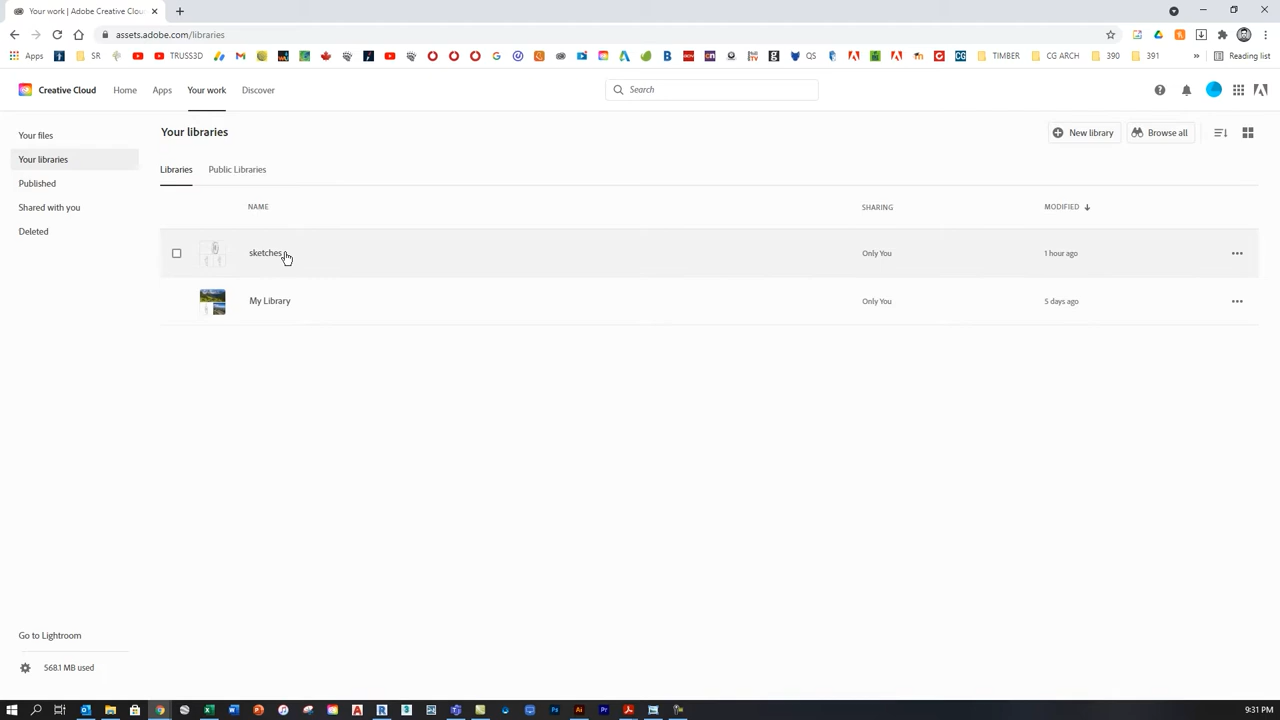 Your work | Adobe Creative Clou
assets.adobe.com/libraries
Apps
SR
TRUSS3D
QS
TIMBER
CG ARCH
390
391
Reading list
Creative Cloud
Home
Apps
Your work
Discover
Search
Your files
Your libraries
Published
Shared with you
Deleted
Your libraries
New library
Browse all
Libraries
Public Libraries
NAME
SHARING
MODIFIED
sketches
Only You
1 hour ago
My Library
Only You
5 days ago
Go to Lightroom
568.1 MB used
9:31 PM